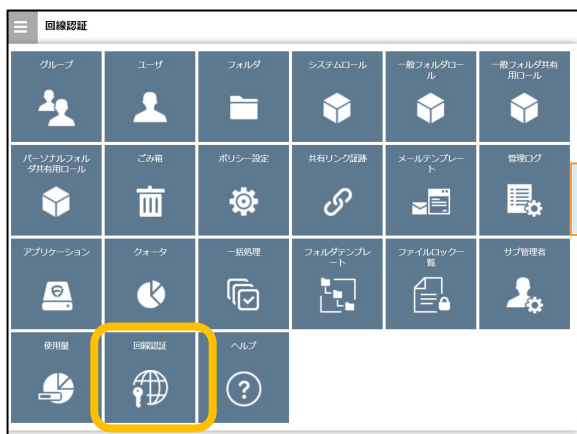 回線認証
グループ
ユーザ
フォルダ
システムロール
一般フォルダロー
ル
一般フォルダ共有
用ロール
パーソナルフォル
ダ共有用ロール
ごみ箱
ポリシー設定
共有リンク証跡
メールテンプレー
ト
管理ログ
アプリケーション
クォータ
一括処理
フォルダテンプレ
ート
ファイルロック一
覧
サブ管理者
使用量
回線認証
ヘルプ